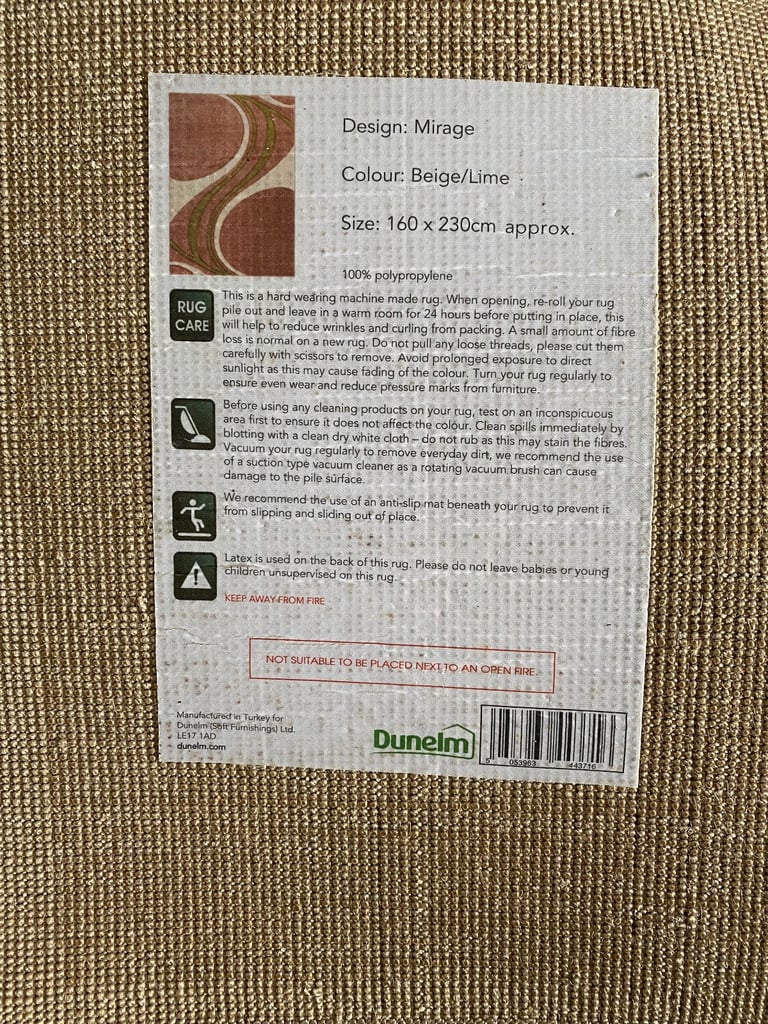 Design: Mirage
Colour: Beige/Lime
Size: 160 x 230cm approx.
100% polypropylene
RUG
CARE
This is a hard wearing machine made rug. When opening, re-roll your rug
pile out and leave in a warm room for 24 hours before putting in place, this
will help to reduce wrinkles and curling from packing. A small amount of fibre
loss is normal on a new rug. Do not pull any loose threads, please cut them
carefully with scissors to remove. Avoid prolonged exposure to direct
sunlight as this may cause fading of the colour. Turn your rug regularly to
ensure even wear and reduce pressure marks from furniture.
Before using any cleaning products on your rug, test on an inconspicuous
area first to ensure it does not affect the colour. Clean spills immediately by
blotting with a clean dry white cloth – do not rub as this may stain the fibres.
Vacuum your rug regularly to remove everyday dirt, we recommend the use
of a suction type vacuum cleaner as a rotating vacuum brush can cause
damage to the pile surface.
We recommend the use of an anti-slip mat beneath your rug to prevent it
from slipping and sliding out of place.
Latex is used on the back of this rug. Please do not leave babies or young
children unsupervised on this rug.
KEEP AWAY FROM FIRE
NOT SUITABLE TO BE PLACED NEXT TO AN OPEN FIRE.
Manufactured in Turkey for
Dunelm (Soft Furnishings) Ltd.
LE17 1AD
dunelm.com
Dunelm
5 053963 443716